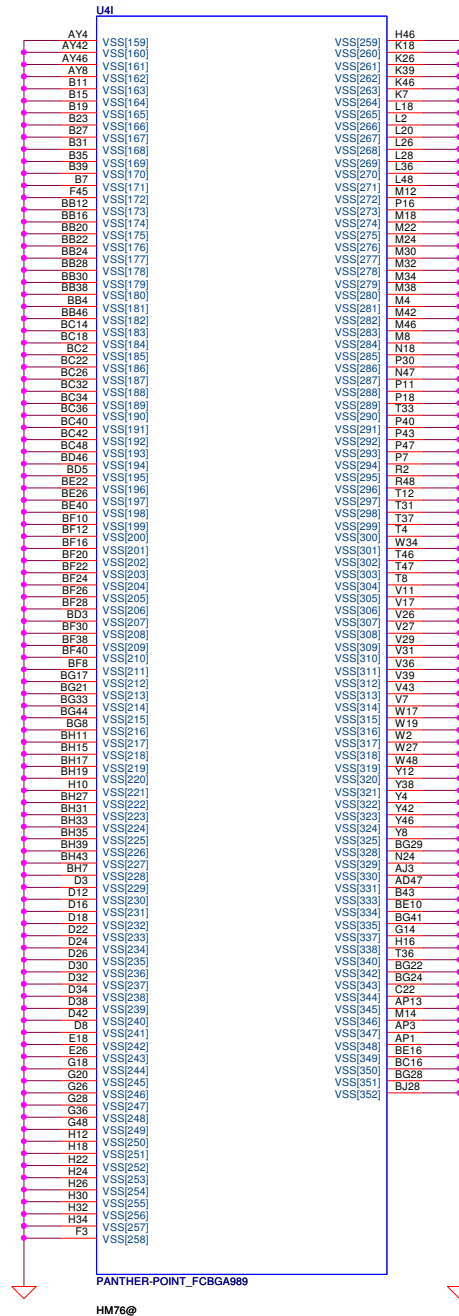 U4I
AY4 VSS[159]
AY42 VSS[160]
AY46 VSS[161]
AY8 VSS[162]
B11 VSS[163]
B15 VSS[164]
B19 VSS[165]
B23 VSS[166]
B27 VSS[167]
B31 VSS[168]
B35 VSS[169]
B39 VSS[170]
B7 VSS[171]
F45 VSS[172]
BB12 VSS[173]
BB16 VSS[174]
BB20 VSS[175]
BB22 VSS[176]
BB24 VSS[177]
BB28 VSS[178]
BB30 VSS[179]
BB38 VSS[180]
BB4 VSS[181]
BB46 VSS[182]
BC14 VSS[183]
BC18 VSS[184]
BC2 VSS[185]
BC22 VSS[186]
BC26 VSS[187]
BC32 VSS[188]
BC34 VSS[189]
BC36 VSS[190]
BC40 VSS[191]
BC42 VSS[192]
BC48 VSS[193]
BD46 VSS[194]
BD5 VSS[195]
BE22 VSS[196]
BE26 VSS[197]
BE40 VSS[198]
BF10 VSS[199]
BF12 VSS[200]
BF16 VSS[201]
BF20 VSS[202]
BF22 VSS[203]
BF24 VSS[204]
BF26 VSS[205]
BF28 VSS[206]
BD3 VSS[207]
BF30 VSS[208]
BF38 VSS[209]
BF40 VSS[210]
BF8 VSS[211]
BG17 VSS[212]
BG21 VSS[213]
BG33 VSS[214]
BG44 VSS[215]
BG8 VSS[216]
BH11 VSS[217]
BH15 VSS[218]
BH17 VSS[219]
BH19 VSS[220]
H10 VSS[221]
BH27 VSS[222]
BH31 VSS[223]
BH33 VSS[224]
BH35 VSS[225]
BH39 VSS[226]
BH43 VSS[227]
BH7 VSS[228]
D3 VSS[229]
D12 VSS[230]
D16 VSS[231]
D18 VSS[232]
D22 VSS[233]
D24 VSS[234]
D26 VSS[235]
D30 VSS[236]
D32 VSS[237]
D34 VSS[238]
D38 VSS[239]
D42 VSS[240]
D8 VSS[241]
E18 VSS[242]
E26 VSS[243]
G18 VSS[244]
G20 VSS[245]
G26 VSS[246]
G28 VSS[247]
G36 VSS[248]
G48 VSS[249]
H12 VSS[250]
H18 VSS[251]
H22 VSS[252]
H24 VSS[253]
H26 VSS[254]
H30 VSS[255]
H32 VSS[256]
H34 VSS[257]
F3 VSS[258]
VSS[259] H46
VSS[260] K18
VSS[261] K26
VSS[262] K39
VSS[263] K46
VSS[264] K7
VSS[265] L18
VSS[266] L2
VSS[267] L20
VSS[268] L26
VSS[269] L28
VSS[270] L36
VSS[271] L48
VSS[272] M12
VSS[273] P16
VSS[274] M18
VSS[275] M22
VSS[276] M24
VSS[277] M30
VSS[278] M32
VSS[279] M34
VSS[280] M38
VSS[281] M4
VSS[282] M42
VSS[283] M46
VSS[284] M8
VSS[285] N18
VSS[286] P30
VSS[287] N47
VSS[288] P11
VSS[289] P18
VSS[290] T33
VSS[291] P40
VSS[292] P43
VSS[293] P47
VSS[294] P7
VSS[295] R2
VSS[296] R48
VSS[297] T12
VSS[298] T31
VSS[299] T37
VSS[300] T4
VSS[301] W34
VSS[302] T46
VSS[303] T47
VSS[304] T8
VSS[305] V11
VSS[306] V17
VSS[307] V26
VSS[308] V27
VSS[309] V29
VSS[310] V31
VSS[311] V36
VSS[312] V39
VSS[313] V43
VSS[314] V7
VSS[315] W17
VSS[316] W19
VSS[317] W2
VSS[318] W27
VSS[319] W48
VSS[320] Y12
VSS[321] Y38
VSS[322] Y4
VSS[323] Y42
VSS[324] Y46
VSS[325] Y8
VSS[328] BG29
VSS[329] N24
VSS[330] AJ3
VSS[331] AD47
VSS[333] B43
VSS[334] BE10
VSS[335] BG41
VSS[337] G14
VSS[338] H16
VSS[340] T36
VSS[342] BG22
VSS[343] BG24
VSS[344] C22
VSS[345] AP13
VSS[346] M14
VSS[347] AP3
VSS[348] AP1
VSS[349] BE16
VSS[350] BC16
VSS[351] BG28
VSS[352] BJ28
PANTHER-POINT_FCBGA989
HM76@